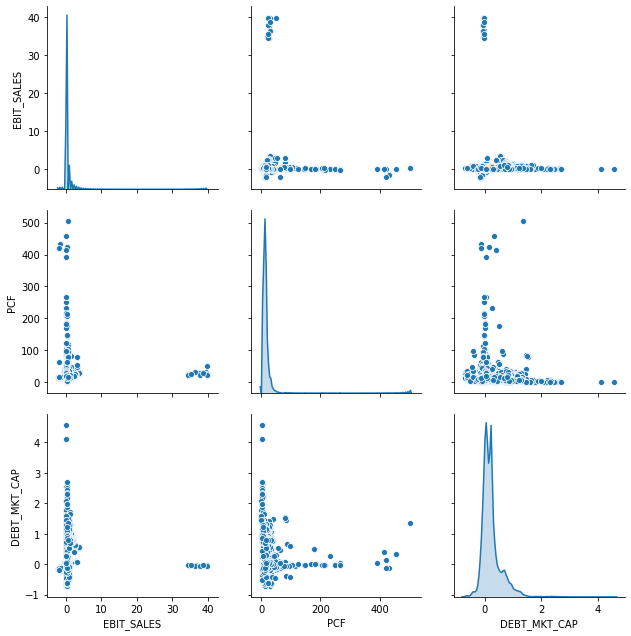 EBIT_SALES
40
30
20
10
0
PCF
500
400
300
200
100
0
DEBT_MKT_CAP
4
3
2
1
0
−1
0 10 20 30 40
EBIT_SALES
0 200 400
PCF
0 2 4
DEBT_MKT_CAP